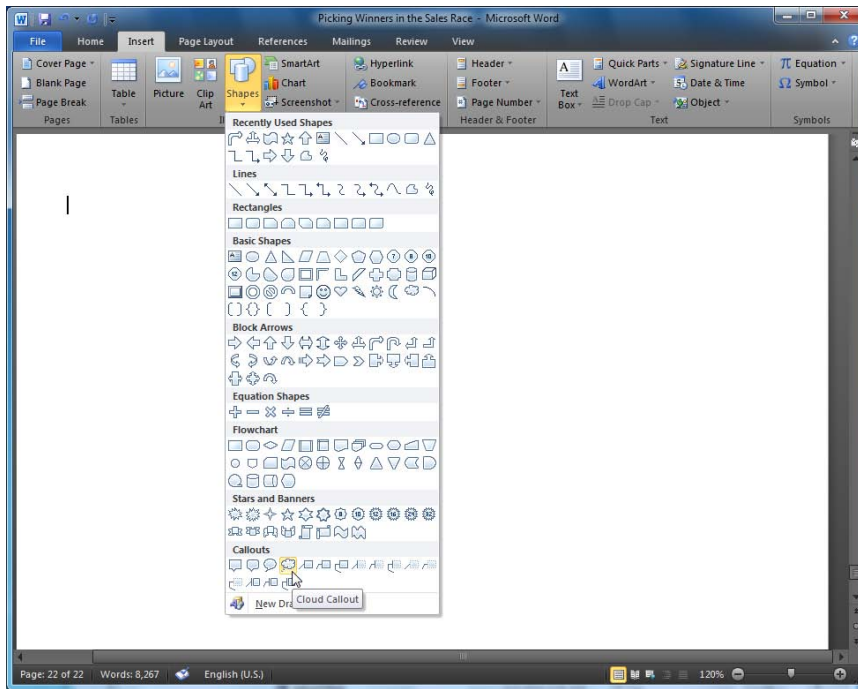 Picking Winners in the Sales Race - Microsoft Word
File Home Insert Page Layout References Mailings Review View
Cover Page
Blank Page
Page Break
Pages
Table
Tables
Picture
Clip Art
Shapes
SmartArt
Chart
Screenshot
Hyperlink
Bookmark
Cross-reference
Header
Footer
Page Number
Header & Footer
Text Box
Quick Parts
WordArt
Drop Cap
Signature Line
Date & Time
Object
Text
Equation
Symbol
Symbols
Recently Used Shapes
Lines
Rectangles
Basic Shapes
Block Arrows
Equation Shapes
Flowchart
Stars and Banners
Callouts
New Dra
Cloud Callout
Page: 22 of 22 Words: 8,267 English (U.S.) 120%